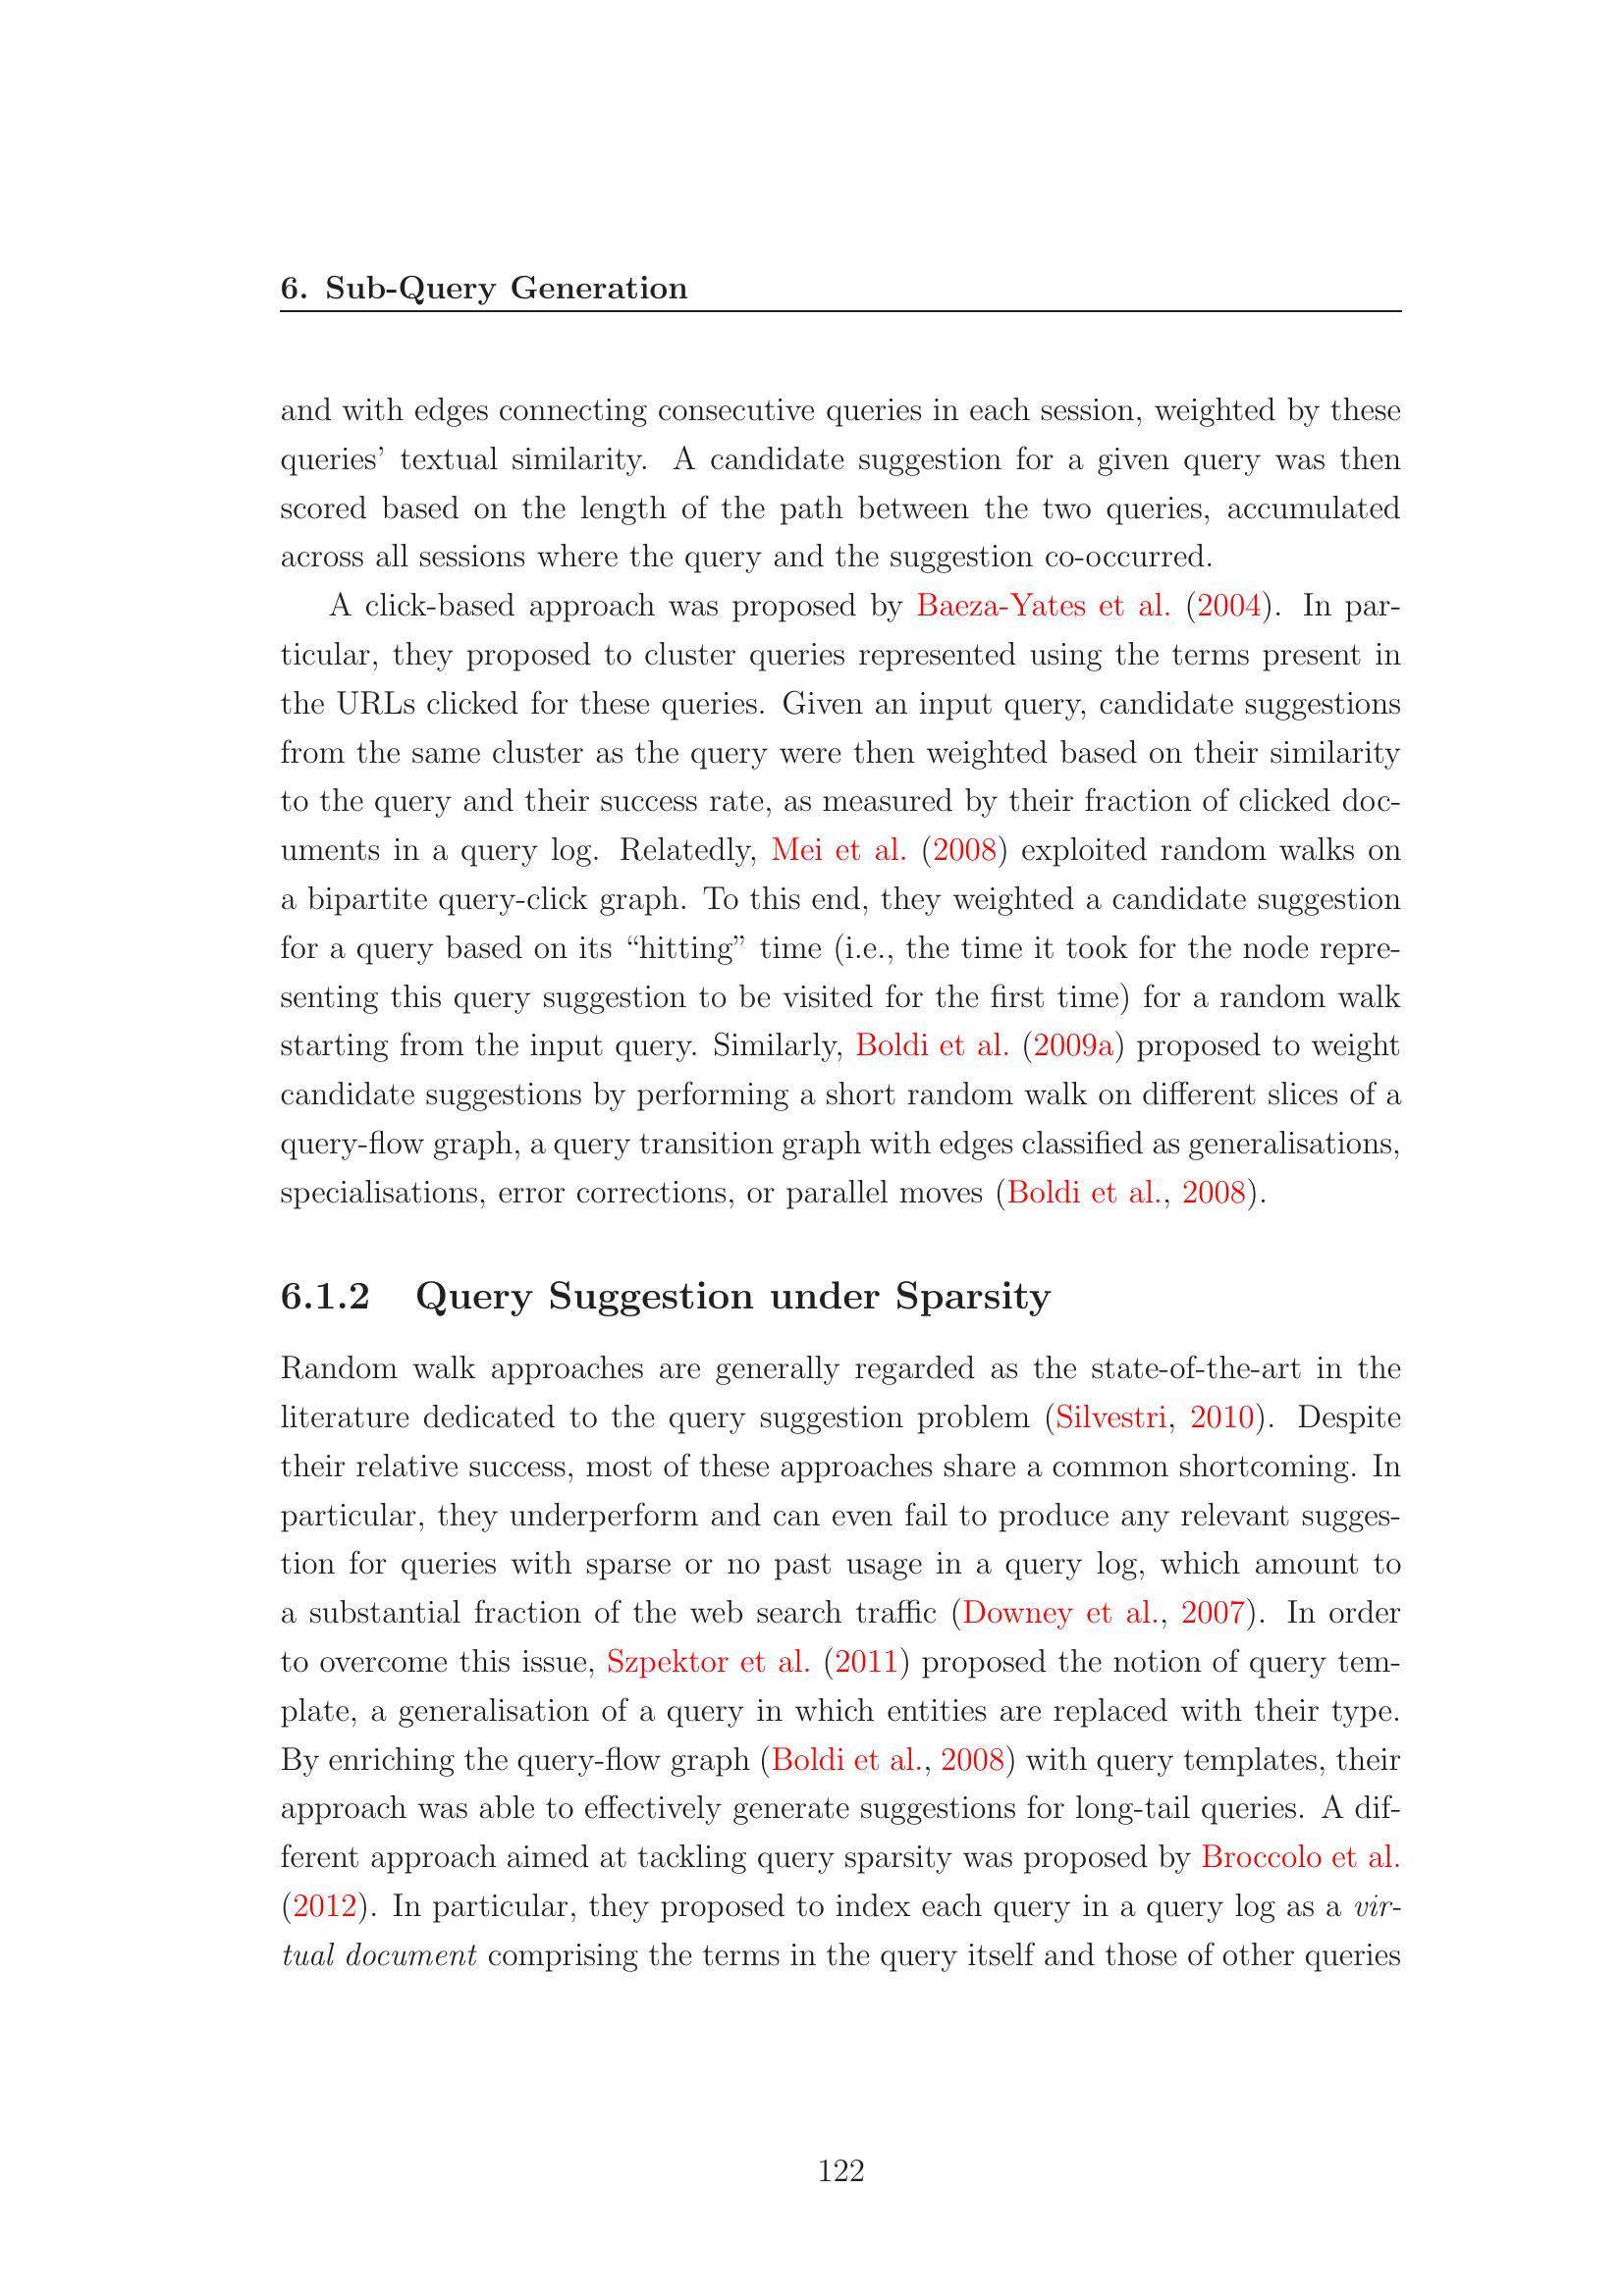 6. Sub-Query Generation
and with edges connecting consecutive queries in each session, weighted by these
queries’ textual similarity. A candidate suggestion for a given query was then
scored based on the length of the path between the two queries, accumulated
across all sessions where the query and the suggestion co-occurred.
A click-based approach was proposed by Baeza-Yates et al. (2004). In par-
ticular, they proposed to cluster queries represented using the terms present in
the URLs clicked for these queries. Given an input query, candidate suggestions
from the same cluster as the query were then weighted based on their similarity
to the query and their success rate, as measured by their fraction of clicked doc-
uments in a query log. Relatedly, Mei et al. (2008) exploited random walks on
a bipartite query-click graph. To this end, they weighted a candidate suggestion
for a query based on its “hitting” time (i.e., the time it took for the node repre-
senting this query suggestion to be visited for the first time) for a random walk
starting from the input query. Similarly, Boldi et al. (2009a) proposed to weight
candidate suggestions by performing a short random walk on different slices of a
query-flow graph, a query transition graph with edges classified as generalisations,
specialisations, error corrections, or parallel moves (Boldi et al., 2008).
6.1.2 Query Suggestion under Sparsity
Random walk approaches are generally regarded as the state-of-the-art in the
literature dedicated to the query suggestion problem (Silvestri, 2010). Despite
their relative success, most of these approaches share a common shortcoming. In
particular, they underperform and can even fail to produce any relevant sugges-
tion for queries with sparse or no past usage in a query log, which amount to
a substantial fraction of the web search traffic (Downey et al., 2007). In order
to overcome this issue, Szpektor et al. (2011) proposed the notion of query tem-
plate, a generalisation of a query in which entities are replaced with their type.
By enriching the query-flow graph (Boldi et al., 2008) with query templates, their
approach was able to effectively generate suggestions for long-tail queries. A dif-
ferent approach aimed at tackling query sparsity was proposed by Broccolo et al.
(2012). In particular, they proposed to index each query in a query log as a vir-
tual document comprising the terms in the query itself and those of other queries
122